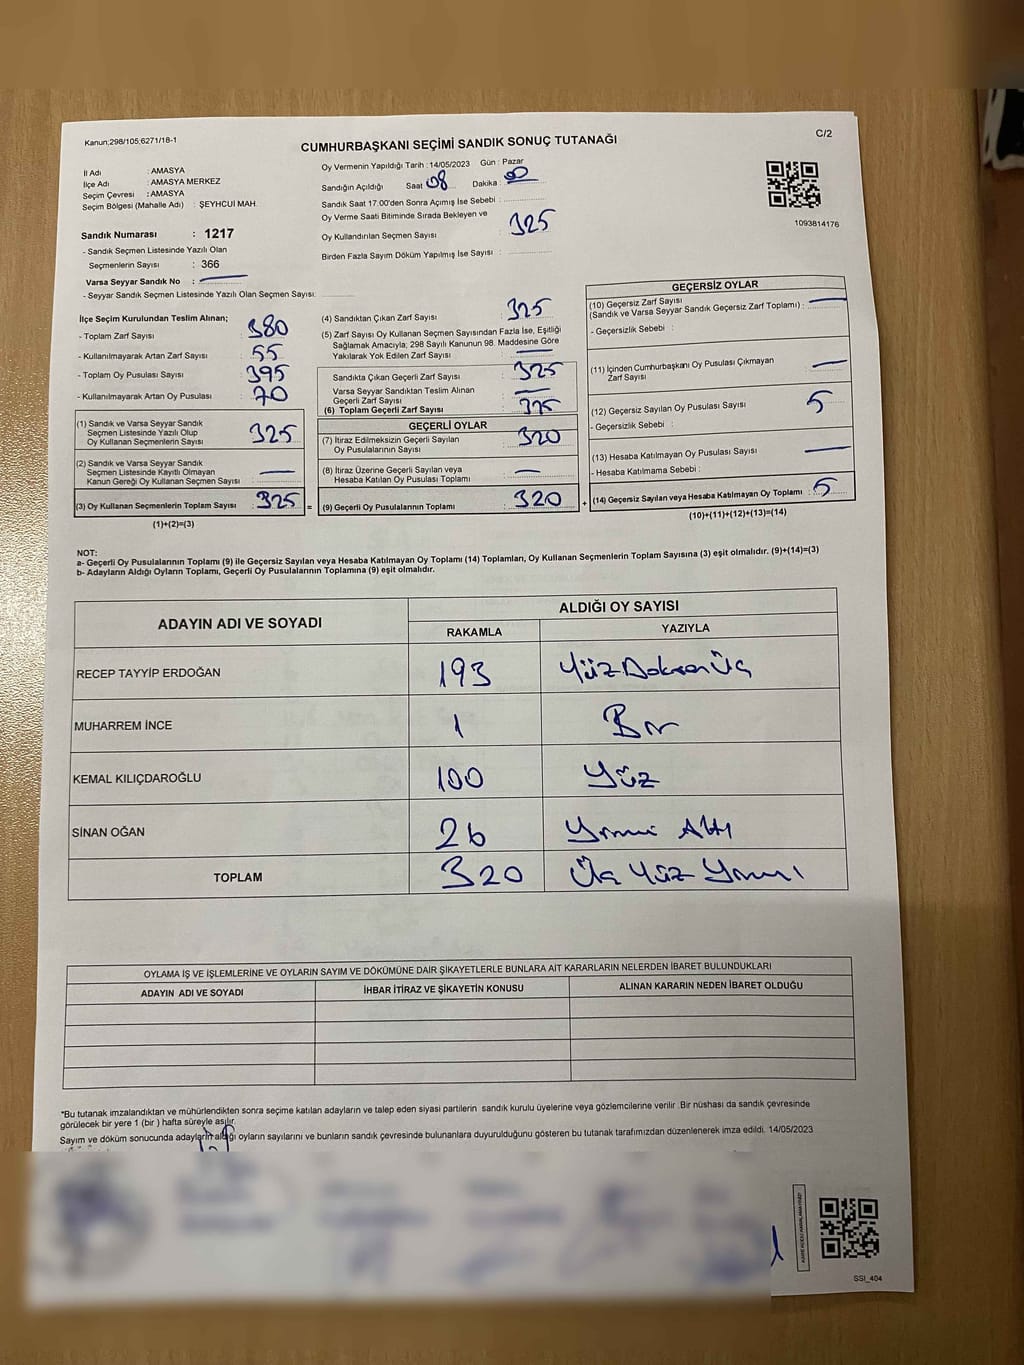 Kanun;298/105;6271/18-1
C/2
CUMHURBAŞKANI SEÇİMİ SANDIK SONUÇ TUTANAĞI
İl Adı : AMASYA
İlçe Adı : AMASYA MERKEZ
Seçim Çevresi : AMASYA
Seçim Bölgesi (Mahalle Adı) : ŞEYHCUI MAH.
Oy Vermenin Yapıldığı Tarih : 14/05/2023 Gün : Pazar
Sandığın Açıldığı Saat 08 Dakika : 00
Sandık Saat 17:00'den Sonra Açımış İse Sebebi :
Oy Verme Saati Bitiminde Sırada Bekleyen ve
Oy Kullandırılan Seçmen Sayısı : 325
Birden Fazla Sayım Döküm Yapılmış İse Sayısı :
1093814176
Sandık Numarası : 1217
- Sandık Seçmen Listesinde Yazılı Olan
Seçmenlerin Sayısı : 366
Varsa Seyyar Sandık No :
- Seyyar Sandık Seçmen Listesinde Yazılı Olan Seçmen Sayısı:
İlçe Seçim Kurulundan Teslim Alınan;
- Toplam Zarf Sayısı : 380
- Kullanılmayarak Artan Zarf Sayısı : 55
- Toplam Oy Pusulası Sayısı : 395
- Kullanılmayarak Artan Oy Pusulası : 70
(1) Sandık ve Varsa Seyyar Sandık
Seçmen Listesinde Yazılı Olup
Oy Kullanan Seçmenlerin Sayısı : 325
(2) Sandık ve Varsa Seyyar Sandık
Seçmen Listesinde Kayıtlı Olmayan
Kanun Gereği Oy Kullanan Seçmen Sayısı :
(3) Oy Kullanan Seçmenlerin Toplam Sayısı : 325
(1)+(2)=(3)
(4) Sandıktan Çıkan Zarf Sayısı : 325
(5) Zarf Sayısı Oy Kullanan Seçmen Sayısından Fazla İse, Eşitliği
Sağlamak Amacıyla; 298 Sayılı Kanunun 98. Maddesine Göre
Yakılarak Yok Edilen Zarf Sayısı :
Sandıkta Çıkan Geçerli Zarf Sayısı : 325
Varsa Seyyar Sandıktan Teslim Alınan
Geçerli Zarf Sayısı :
(6) Toplam Geçerli Zarf Sayısı : 325
GEÇERLİ OYLAR
(7) İtiraz Edilmeksizin Geçerli Sayılan
Oy Pusulalarının Sayısı : 320
(8) İtiraz Üzerine Geçerli Sayılan veya
Hesaba Katılan Oy Pusulası Toplamı :
= (9) Geçerli Oy Pusulalarının Toplamı : 320
GEÇERSİZ OYLAR
(10) Geçersiz Zarf Sayısı
(Sandık ve Varsa Seyyar Sandık Geçersiz Zarf Toplamı) :
- Geçersizlik Sebebi :
(11) İçinden Cumhurbaşkanı Oy Pusulası Çıkmayan
Zarf Sayısı :
(12) Geçersiz Sayılan Oy Pusulası Sayısı : 5
- Geçersizlik Sebebi :
(13) Hesaba Katılmayan Oy Pusulası Sayısı :
- Hesaba Katılmama Sebebi :
+ (14) Geçersiz Sayılan veya Hesaba Katılmayan Oy Toplamı : 5
(10)+(11)+(12)+(13)=(14)
NOT:
a- Geçerli Oy Pusulalarının Toplamı (9) ile Geçersiz Sayılan veya Hesaba Katılmayan Oy Toplamı (14) Toplamları, Oy Kullanan Seçmenlerin Toplam Sayısına (3) eşit olmalıdır. (9)+(14)=(3)
b- Adayların Aldığı Oyların Toplamı, Geçerli Oy Pusulalarının Toplamına (9) eşit olmalıdır.
ADAYIN ADI VE SOYADI
ALDIĞI OY SAYISI
RAKAMLA YAZIYLA
RECEP TAYYİP ERDOĞAN 193 YüzDoksanÜç
MUHARREM İNCE 1 Bir
KEMAL KILIÇDAROĞLU 100 Yüz
SİNAN OĞAN 26 Yirmi Altı
TOPLAM 320 Üç Yüz Yirmi
OYLAMA İŞ VE İŞLEMLERİNE VE OYLARIN SAYIM VE DÖKÜMÜNE DAİR ŞİKAYETLERLE BUNLARA AİT KARARLARIN NELERDEN İBARET BULUNDUKLARI
ADAYIN ADI VE SOYADI İHBAR İTİRAZ VE ŞİKAYETİN KONUSU ALINAN KARARIN NEDEN İBARET OLDUĞU
*Bu tutanak imzalandıktan ve mühürlendikten sonra seçime katılan adayların ve talep eden siyasi partilerin sandık kurulu üyelerine veya gözlemcilerine verilir .Bir nüshası da sandık çevresinde
görülecek bir yere 1 (bir ) hafta süreyle asılır.
Sayım ve döküm sonucunda adayların aldığı oyların sayılarını ve bunların sandık çevresinde bulunanlara duyurulduğunu gösteren bu tutanak tarafımızdan düzenlenerek imza edildi. 14/05/2023
SSI_404